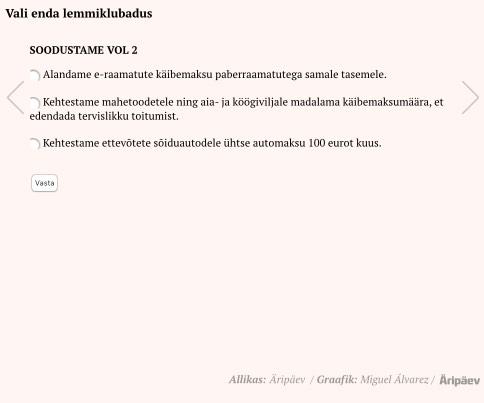 Vali enda lemmiklubadus
SOODUSTAME VOL 2
Alandame e-raamatute käibemaksu paberraamatutega samale tasemele.
Kehtestame mahetoodetele ning aia- ja köögiviljale madalama käibemaksumäära, et
edendada tervislikku toitumist.
Kehtestame ettevõtete sõiduautodele ühtse automaksu 100 eurot kuus.
Vasta
Allikas: Äripäev / Graafik: Miguel Álvarez / Äripäev